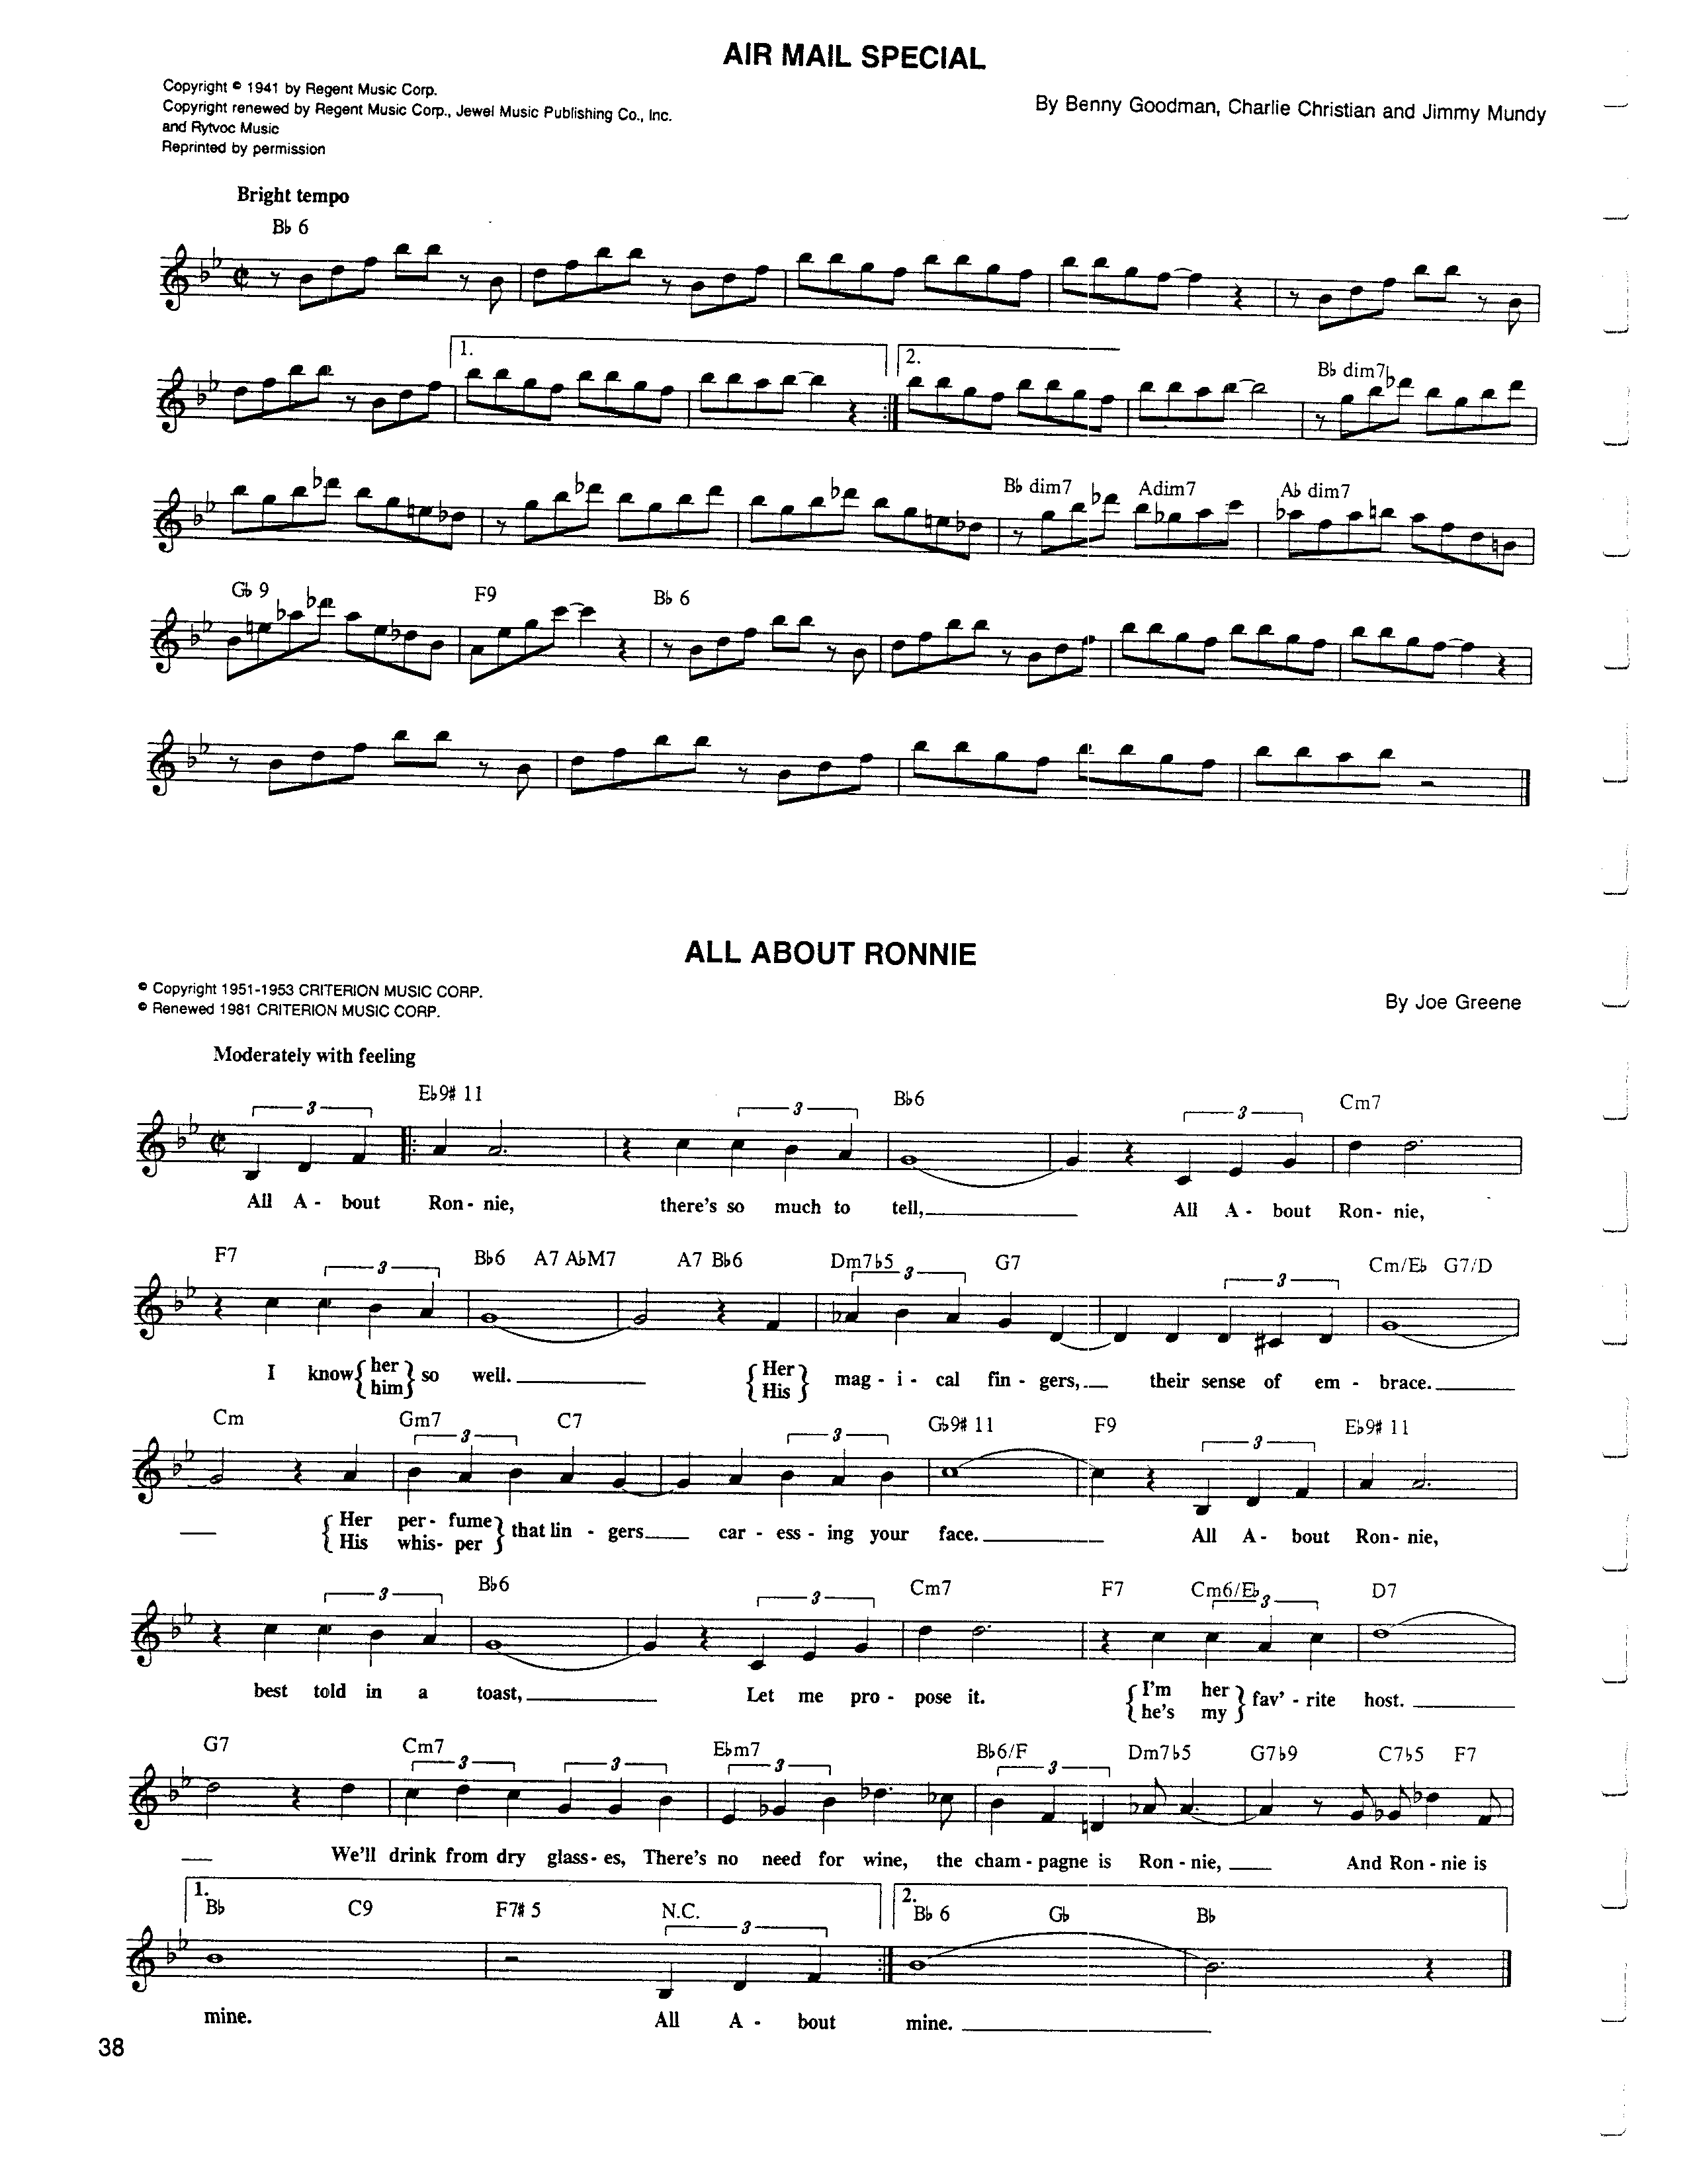 AIR MAIL SPECIAL
Copyright © 1941 by Regent Music Corp.
Copyright renewed by Regent Music Corp., Jewel Music Publishing Co., Inc.
and Rytvoc Music
Reprinted by permission
By Benny Goodman, Charlie Christian and Jimmy Mundy
Bright tempo
B♭ 6
1. 2. B♭ dim7
B♭ dim7 Adim7 A♭ dim7
G♭ 9 F9 B♭ 6
ALL ABOUT RONNIE
© Copyright 1951-1953 CRITERION MUSIC CORP.
© Renewed 1981 CRITERION MUSIC CORP.
By Joe Greene
Moderately with feeling
E♭9♯ 11 B♭6 Cm7
3 3 3
All A - bout Ron - nie, there's so much to tell, All A - bout Ron - nie,
F7 B♭6 A7 A♭M7 A7 B♭6 Dm7♭5 G7 Cm/E♭ G7/D
3 3 3
I know { her } so well. { Her } mag - i - cal fin - gers, their sense of em - brace.
{ him } { His }
Cm Gm7 C7 G♭9♯ 11 F9 E♭9♯ 11
3 3 3
{ Her per - fume } that lin - gers car - ess - ing your face. All A - bout Ron - nie,
{ His whis - per }
B♭6 Cm7 F7 Cm6/E♭ D7
3 3 3
best told in a toast, Let me pro - pose it. { I'm her } fav' - rite host.
{ he's my }
G7 Cm7 E♭m7 B♭6/F Dm7♭5 G7♭9 C7♭5 F7
3 3 3 3
We'll drink from dry glass - es, There's no need for wine, the cham - pagne is Ron - nie, And Ron - nie is
1. 2.
B♭ C9 F7♯ 5 N.C. B♭ 6 G♭ B♭
3
mine. All A - bout mine.
38